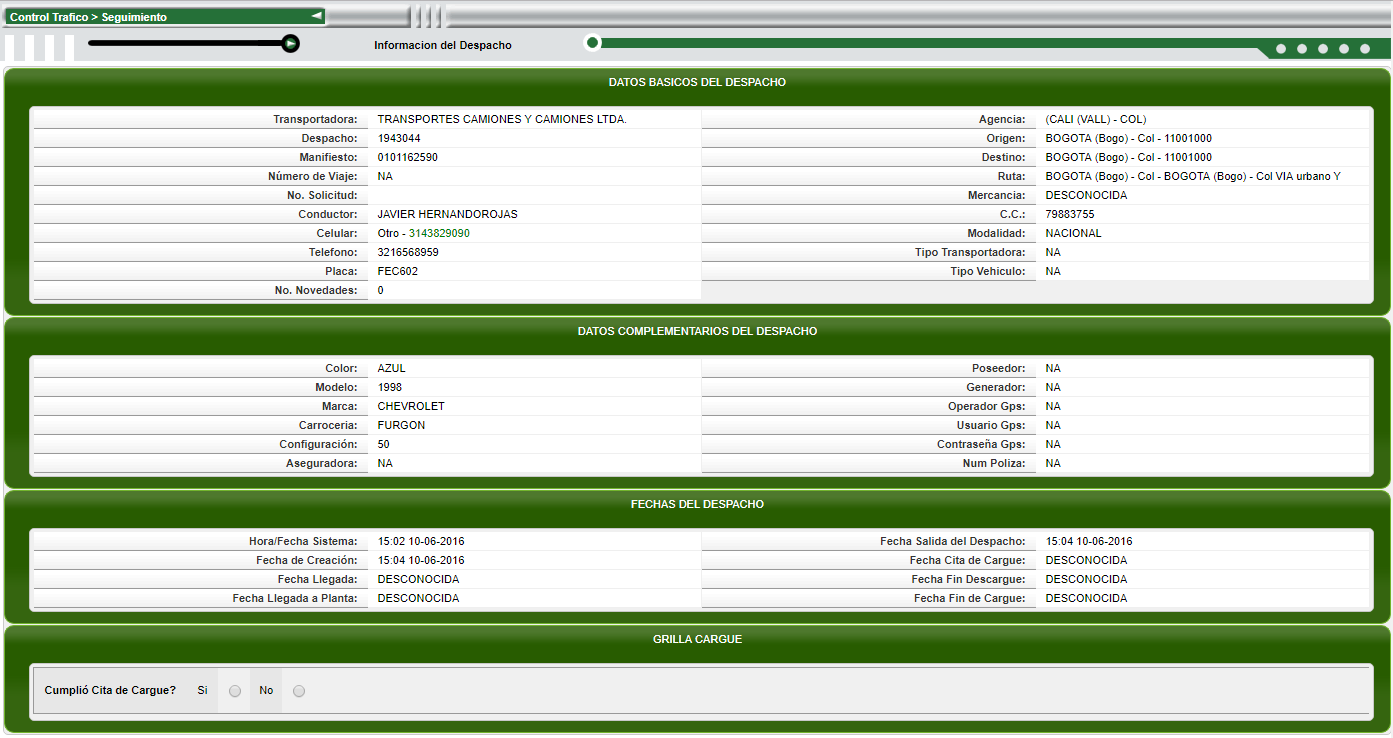 Control Trafico > Seguimiento
Informacion del Despacho
DATOS BASICOS DEL DESPACHO
Transportadora: TRANSPORTES CAMIONES Y CAMIONES LTDA. Agencia: (CALI (VALL) - COL)
Despacho: 1943044 Origen: BOGOTA (Bogo) - Col - 11001000
Manifiesto: 0101162590 Destino: BOGOTA (Bogo) - Col - 11001000
Número de Viaje: NA Ruta: BOGOTA (Bogo) - Col - BOGOTA (Bogo) - Col VIA urbano Y
No. Solicitud: Mercancia: DESCONOCIDA
Conductor: JAVIER HERNANDOROJAS C.C.: 79883755
Celular: Otro - 3143829090 Modalidad: NACIONAL
Telefono: 3216568959 Tipo Transportadora: NA
Placa: FEC602 Tipo Vehiculo: NA
No. Novedades: 0
DATOS COMPLEMENTARIOS DEL DESPACHO
Color: AZUL Poseedor: NA
Modelo: 1998 Generador: NA
Marca: CHEVROLET Operador Gps: NA
Carroceria: FURGON Usuario Gps: NA
Configuración: 50 Contraseña Gps: NA
Aseguradora: NA Num Poliza: NA
FECHAS DEL DESPACHO
Hora/Fecha Sistema: 15:02 10-06-2016 Fecha Salida del Despacho: 15:04 10-06-2016
Fecha de Creación: 15:04 10-06-2016 Fecha Cita de Cargue: DESCONOCIDA
Fecha Llegada: DESCONOCIDA Fecha Fin Descargue: DESCONOCIDA
Fecha Llegada a Planta: DESCONOCIDA Fecha Fin de Cargue: DESCONOCIDA
GRILLA CARGUE
Cumplió Cita de Cargue? Si No